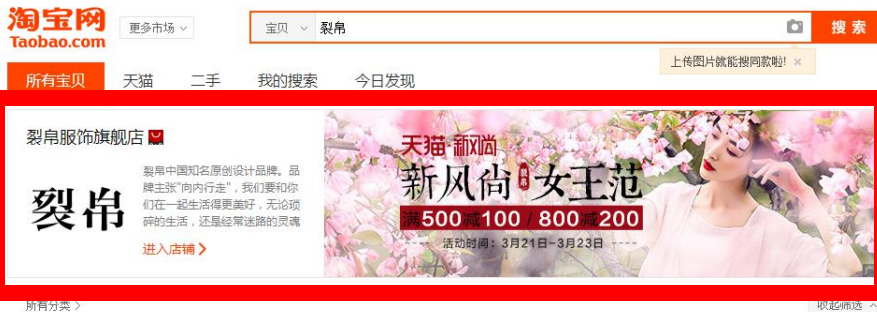 淘宝网
Taobao.com
更多市场
宝贝 裂帛
搜索
上传图片就能搜同款啦! ×
所有宝贝 天猫 二手 我的搜索 今日发现
裂帛服饰旗舰店
裂帛
裂帛中国知名原创设计品牌。品
牌主张"向内行走"，我们要和你
们在一起生活得更美好，无论琐
碎的生活，还是经常迷路的灵魂
进入店铺
天猫·新风尚
新风尚 裂帛 女王范
满500减100 / 800减200
---- 活动时间：3月21日-3月23日 ----
所有分类 >
收起筛选